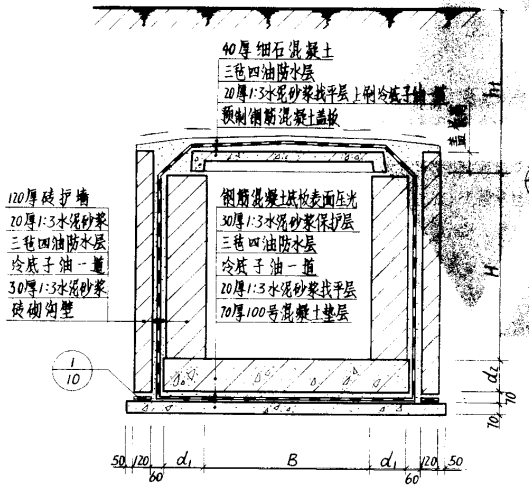 40厚细石混凝土
三毡四油防水层
20厚1:3水泥砂浆找平层上刷冷底子油一道
预制钢筋混凝土盖板
120厚砖护墙
20厚1:3水泥砂浆
三毡四油防水层
冷底子油一道
30厚1:3水泥砂浆
砖砌沟壁
钢筋混凝土底板表面压光
30厚1:3水泥砂浆保护层
三毡四油防水层
冷底子油一道
20厚1:3水泥砂浆找平层
70厚100号混凝土垫层
h1
H
d2
70
70
1
10
50 120 60 d1 B d1 60 120 50